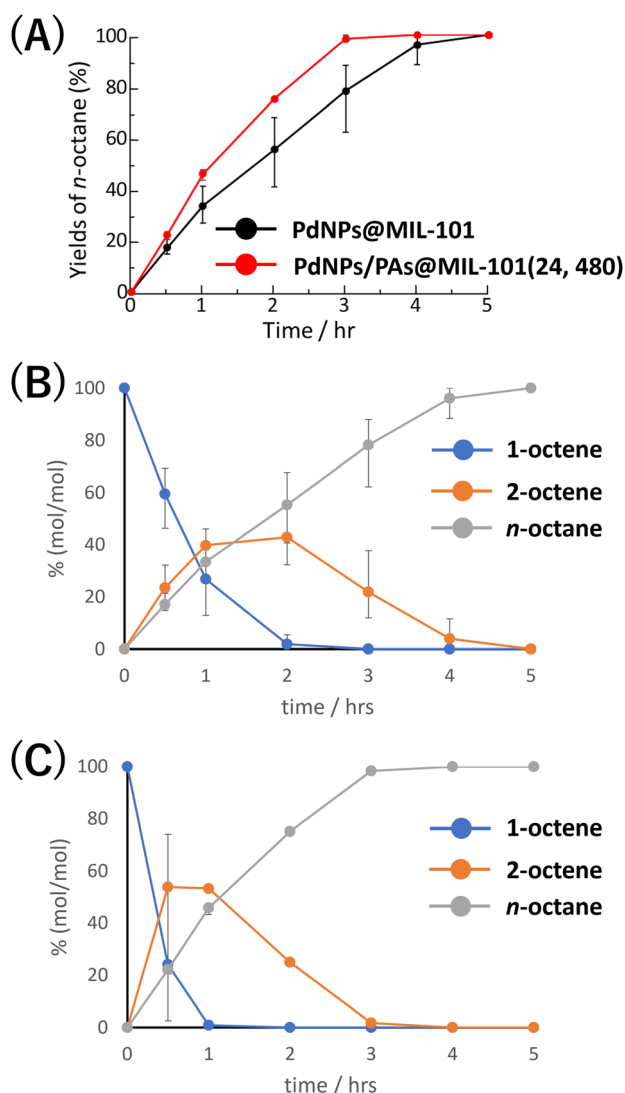 (A)
Yields of n-octane (%)
100
80
60
40
20
0
PdNPs@MIL-101
PdNPs/PAs@MIL-101(24, 480)
0 1 2 3 4 5
Time / hr
(B)
% (mol/mol)
100
80
60
40
20
0
1-octene
2-octene
n-octane
0 1 2 3 4 5
time / hrs
(C)
% (mol/mol)
100
80
60
40
20
0
1-octene
2-octene
n-octane
0 1 2 3 4 5
time / hrs